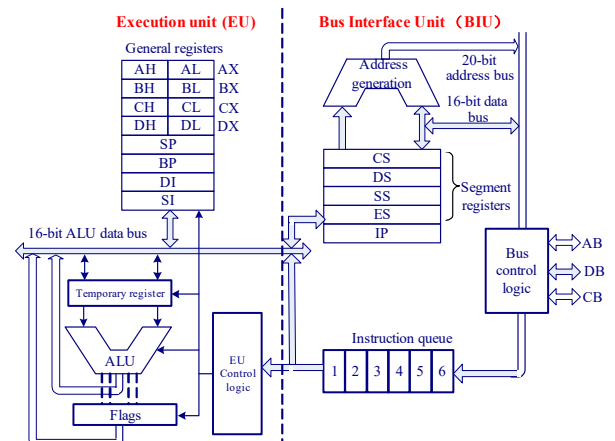 Execution unit (EU)
Bus Interface Unit（BIU）
General registers
AH AL AX
BH BL BX
CH CL CX
DH DL DX
SP
BP
DI
SI
16-bit ALU data bus
Temporary register
ALU
Flags
EU
Control
logic
Address
generation
20-bit
address bus
16-bit data
bus
CS
DS
SS
ES
IP
Segment
registers
Bus
control
logic
AB
DB
CB
Instruction queue
1 2 3 4 5 6